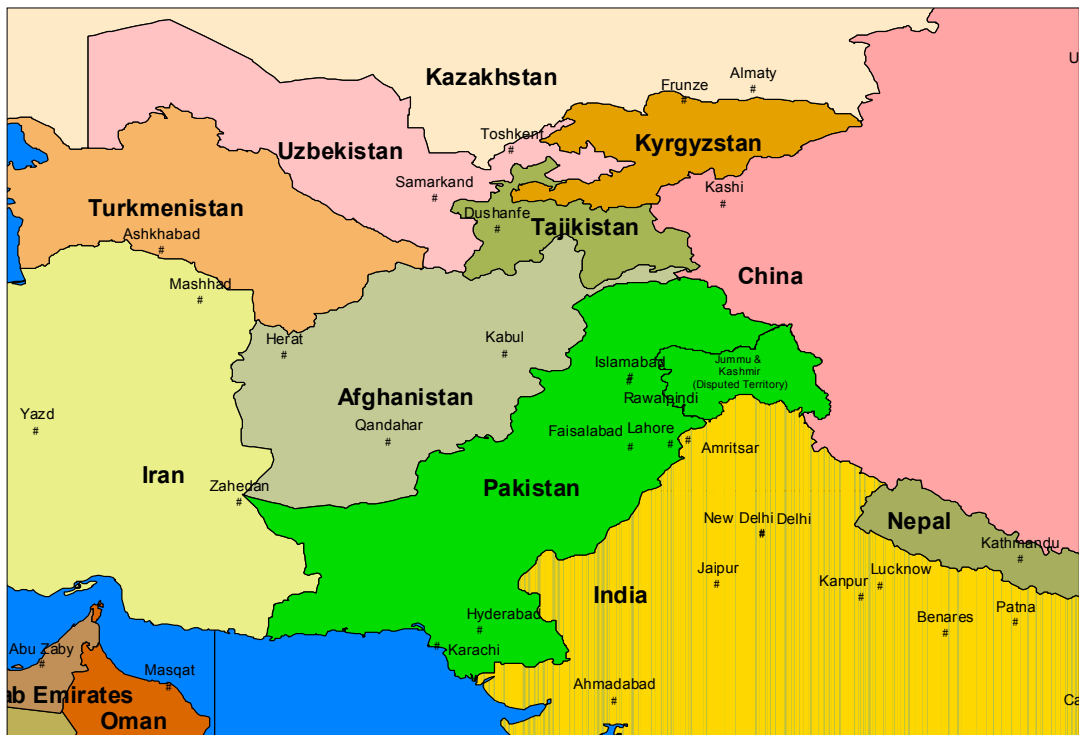 Kazakhstan
Almaty
#
Frunze
#
U
Toshkent
#
Uzbekistan
Kyrgyzstan
Samarkand
#
Kashi
#
Turkmenistan
Dushanfe
#
Tajikistan
Ashkhabad
#
China
Mashhad
#
Herat
#
Kabul
#
Islamabad
#
Jummu &
Kashmir
(Disputed Territory)
Afghanistan
Rawalpindi
#
Yazd
#
Qandahar
#
Faisalabad
#
Lahore
#
#
Amritsar
Iran
Zahedan
#
Pakistan
New Delhi
#
Delhi
#
Nepal
Kathmandu
#
Jaipur
#
Kanpur
#
Lucknow
#
India
Hyderabad
#
Benares
#
Patna
#
#
Karachi
Abu Zaby
#
Masqat
#
Ahmadabad
#
ab Emirates
Oman
Ca